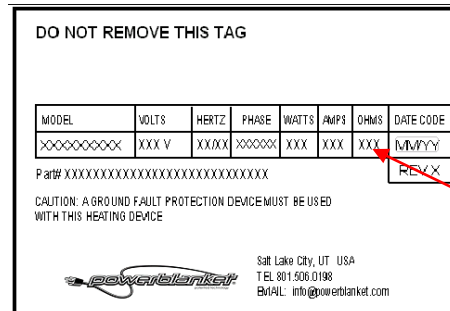 DO NOT REMOVE THIS TAG
MODEL VOLTS HERTZ PHASE WATTS AMPS OHMS DATE CODE
XXXXXXXXXX XXX V XX/XX XXXXXX XXX XXX XXX MM/YY
REV X
Part# XXXXXXXXXXXXXXXXXXXXXXXXXXXX
CAUTION: A GROUND FAULT PROTECTION DEVICE MUST BE USED
WITH THIS HEATING DEVICE
powerblanket
Salt Lake City, UT USA
TEL 801.506.0198
EMAIL: info@powerblanket.com